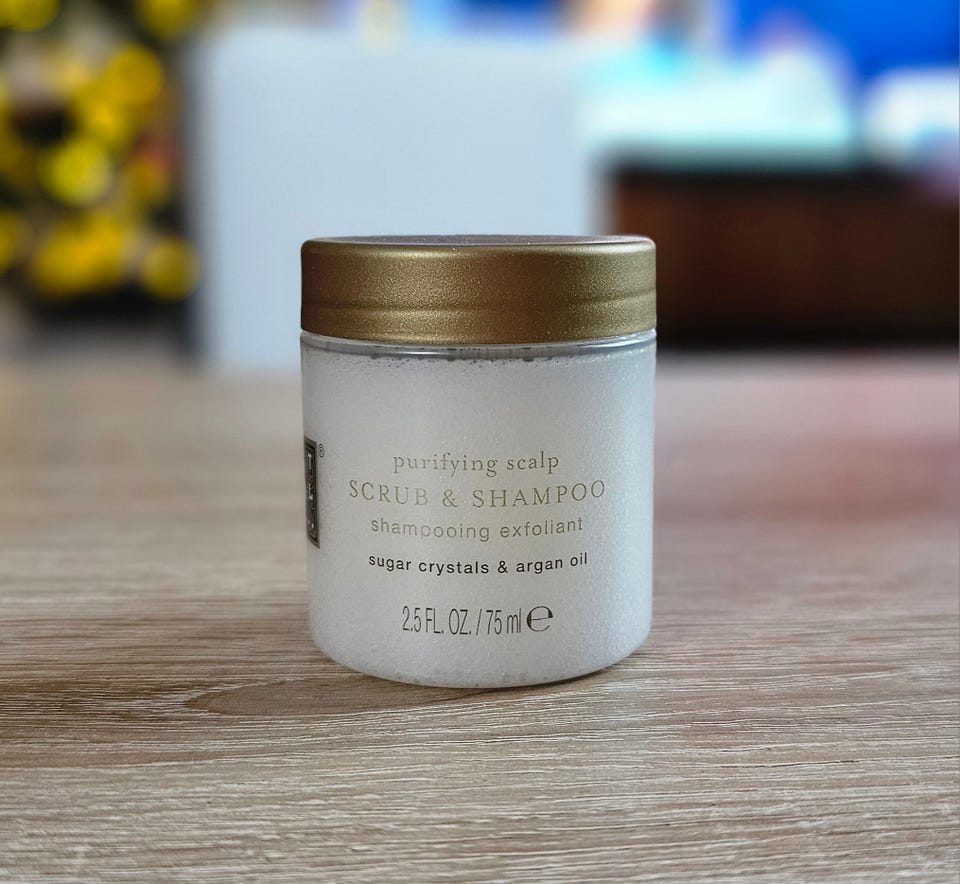 purifying scalp
SCRUB & SHAMPOO
shampooing exfoliant
sugar crystals & argan oil
2.5 FL. OZ. / 75 ml ℮
®